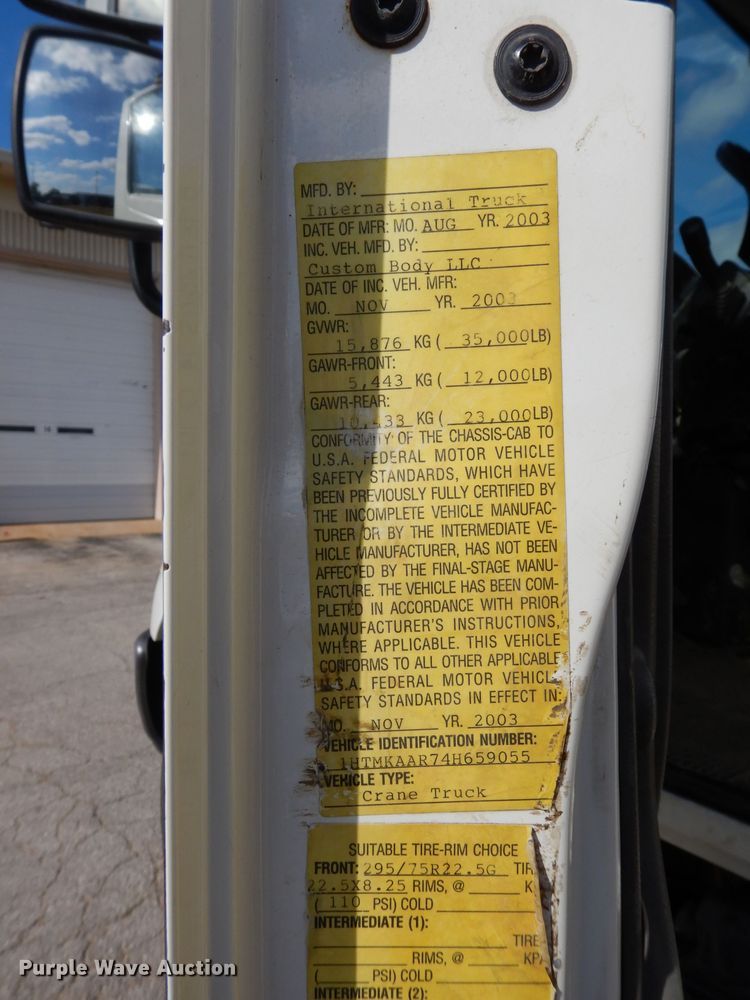 MFD. BY:
International Truck
DATE OF MFR: MO. AUG YR. 2003
INC. VEH. MFD. BY:
Custom Body LLC
DATE OF INC. VEH. MFR:
MO. NOV YR. 2003
GVWR:
15,876 KG ( 35,000LB)
GAWR-FRONT:
5,443 KG ( 12,000LB)
GAWR-REAR:
10,433 KG ( 23,000LB)
CONFORMITY OF THE CHASSIS-CAB TO
U.S.A. FEDERAL MOTOR VEHICLE
SAFETY STANDARDS, WHICH HAVE
BEEN PREVIOUSLY FULLY CERTIFIED BY
THE INCOMPLETE VEHICLE MANUFAC-
TURER OR BY THE INTERMEDIATE VE-
HICLE MANUFACTURER, HAS NOT BEEN
AFFECTED BY THE FINAL-STAGE MANU-
FACTURE. THE VEHICLE HAS BEEN COM-
PLETED IN ACCORDANCE WITH PRIOR
MANUFACTURER'S INSTRUCTIONS,
WHERE APPLICABLE. THIS VEHICLE
CONFORMS TO ALL OTHER APPLICABLE
U.S.A. FEDERAL MOTOR VEHICLE
SAFETY STANDARDS IN EFFECT IN:
MO. NOV YR. 2003
VEHICLE IDENTIFICATION NUMBER:
1HTMKAAR74H659055
VEHICLE TYPE:
Crane Truck
SUITABLE TIRE-RIM CHOICE
FRONT: 295/75R22.5G TIR
22.5X8.25 RIMS, @ K
( 110 PSI) COLD
INTERMEDIATE (1):
TIRE
RIMS, @ KPA
( PSI) COLD
INTERMEDIATE (2):
Purple Wave Auction